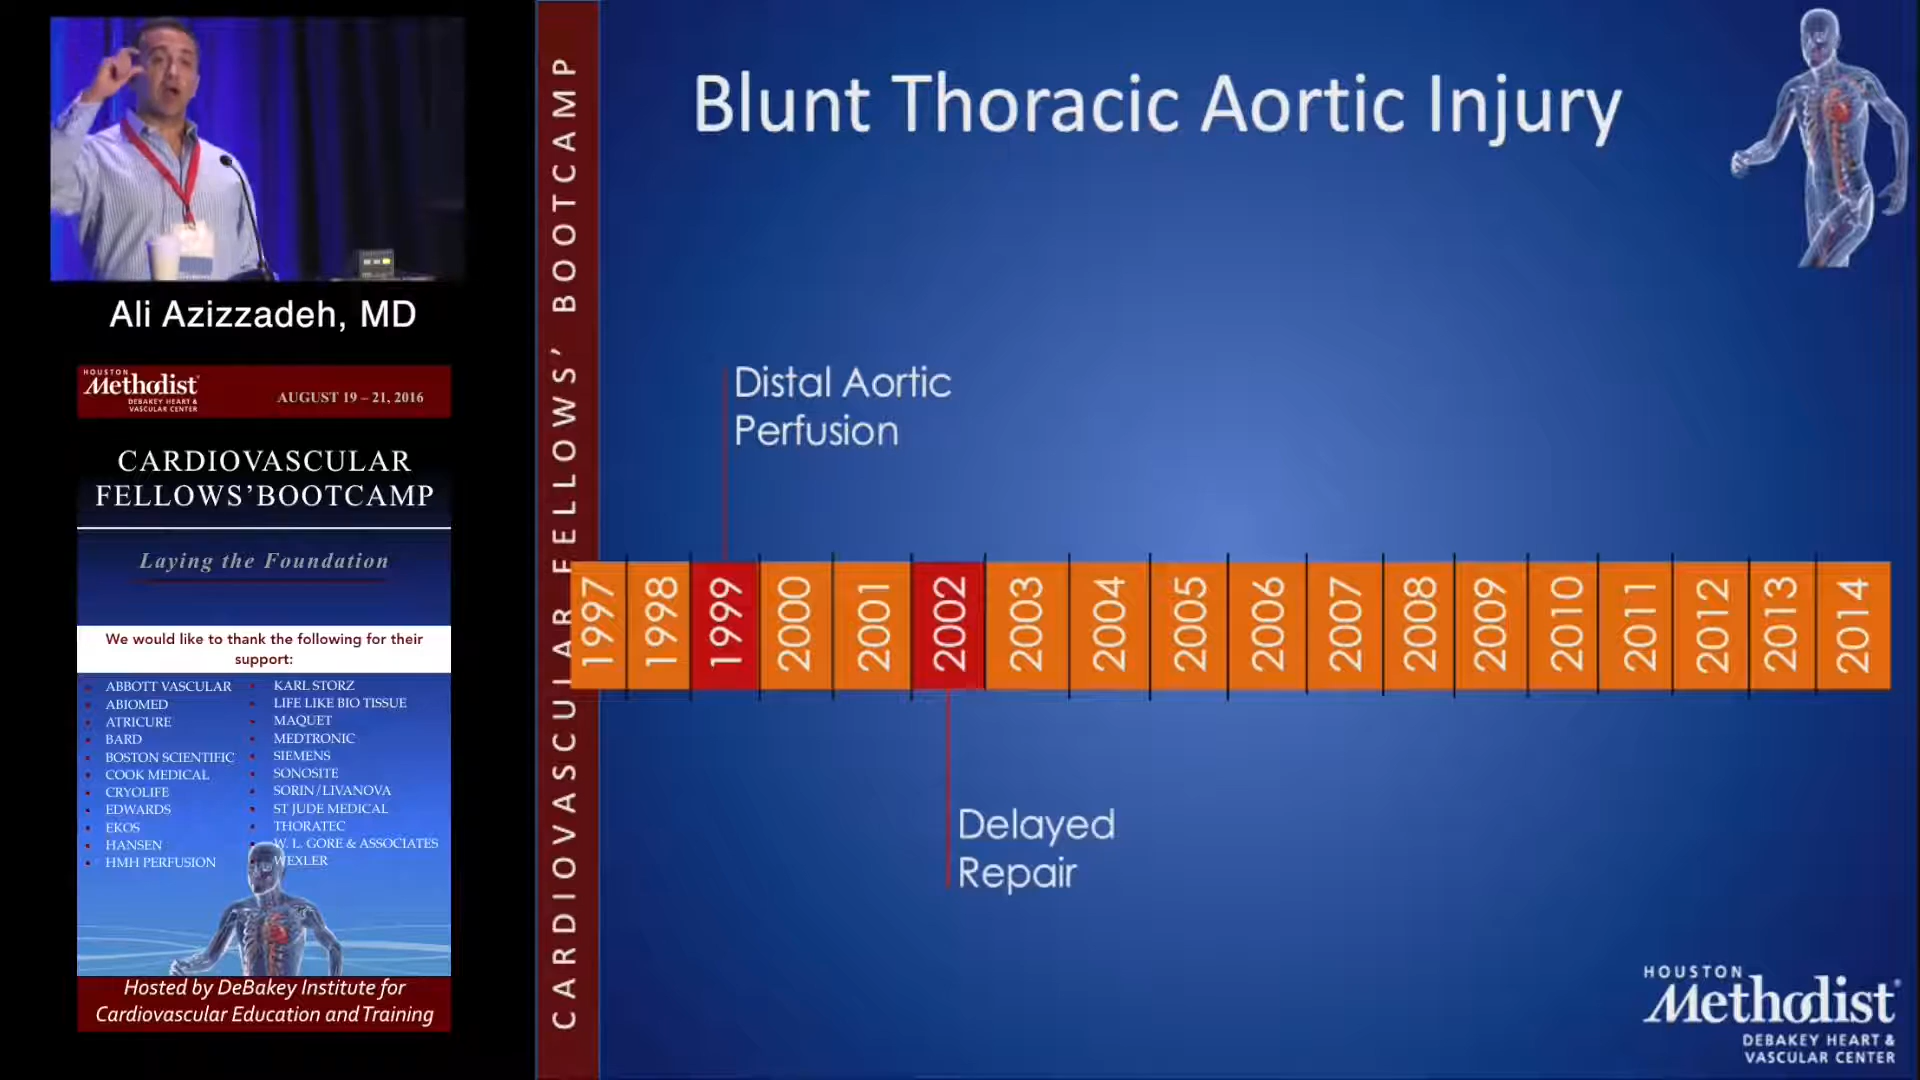 Ali Azizzadeh, MD
HOUSTON
Methodist
DEBAKEY HEART &
VASCULAR CENTER
AUGUST 19 – 21, 2016
CARDIOVASCULAR
FELLOWS’BOOTCAMP
Laying the Foundation
We would like to thank the following for their
support:
ABBOTT VASCULAR
ABIOMED
ATRICURE
BARD
BOSTON SCIENTIFIC
COOK MEDICAL
CRYOLIFE
EDWARDS
EKOS
HANSEN
HMH PERFUSION
KARL STORZ
LIFE LIKE BIO TISSUE
MAQUET
MEDTRONIC
SIEMENS
SONOSITE
SORIN/LIVANOVA
ST JUDE MEDICAL
THORATEC
W. L. GORE & ASSOCIATES
WEXLER
Hosted by DeBakey Institute for
Cardiovascular Education and Training
CARDIOVASCULAR FELLOWS’ BOOTCAMP
Blunt Thoracic Aortic Injury
Distal Aortic
Perfusion
1997
1998
1999
2000
2001
2002
2003
2004
2005
2006
2007
2008
2009
2010
2011
2012
2013
2014
Delayed
Repair
HOUSTON
Methodist
DEBAKEY HEART &
VASCULAR CENTER